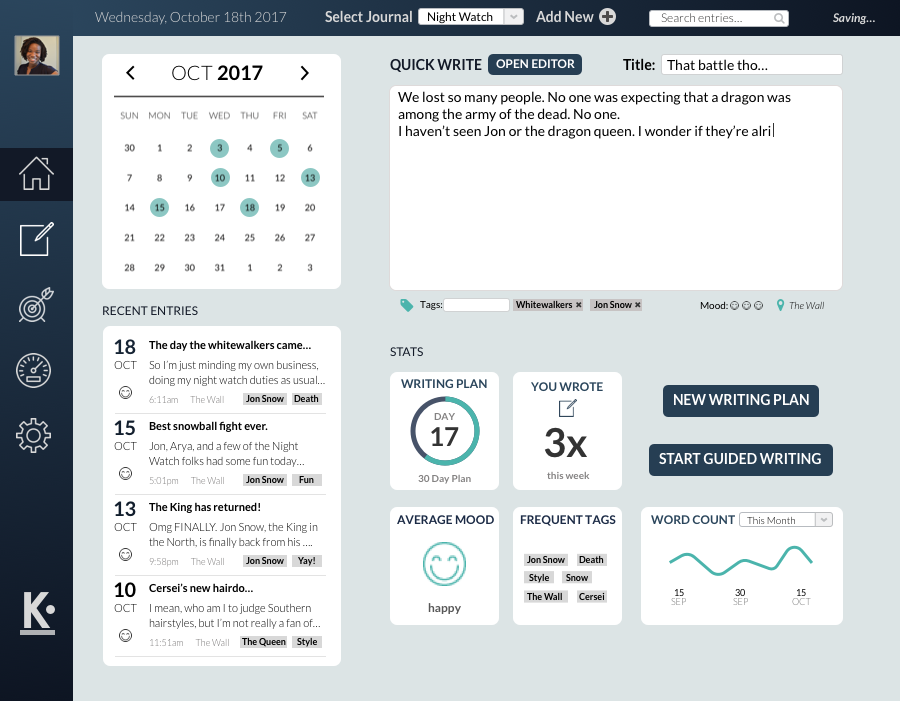 Wednesday, October 18th 2017
Select Journal Night Watch Add New
Search entries...
Saving...
OCT 2017
SUN MON TUE WED THU FRI SAT
30 1 2 3 4 5 6
7 8 9 10 11 12 13
14 15 16 17 18 19 20
21 22 23 24 25 26 27
28 29 30 31 1 2 3
RECENT ENTRIES
18 OCT
The day the whitewalkers came...
So I'm just minding my own business,
doing my night watch duties as usual...
6:11am The Wall Jon Snow Death
15 OCT
Best snowball fight ever.
Jon, Arya, and a few of the Night
Watch folks had some fun today...
5:01pm The Wall Jon Snow Fun
13 OCT
The King has returned!
Omg FINALLY. Jon Snow, the King in
the North, is finally back from his ....
9:58pm The Wall Jon Snow Yay!
10 OCT
Cersei's new hairdo...
I mean, who am I to judge Southern
hairstyles, but I'm not really a fan of...
11:51am The Wall The Queen Style
K
QUICK WRITE OPEN EDITOR Title: That battle tho...
We lost so many people. No one was expecting that a dragon was
among the army of the dead. No one.
I haven't seen Jon or the dragon queen. I wonder if they're alri
Tags: Whitewalkers × Jon Snow × Mood: The Wall
STATS
WRITING PLAN
DAY
17
30 Day Plan
YOU WROTE
3x
this week
NEW WRITING PLAN
START GUIDED WRITING
AVERAGE MOOD
happy
FREQUENT TAGS
Jon Snow Death
Style Snow
The Wall Cersei
WORD COUNT This Month
15 30 15
SEP SEP OCT